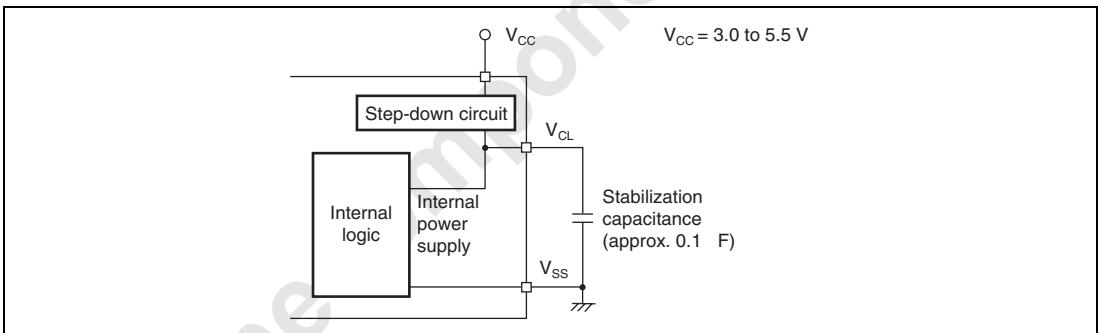 V_CC
V_CC = 3.0 to 5.5 V
Step-down circuit
V_CL
Internal
logic
Internal
power
supply
Stabilization
capacitance
(approx. 0.1 F)
V_SS